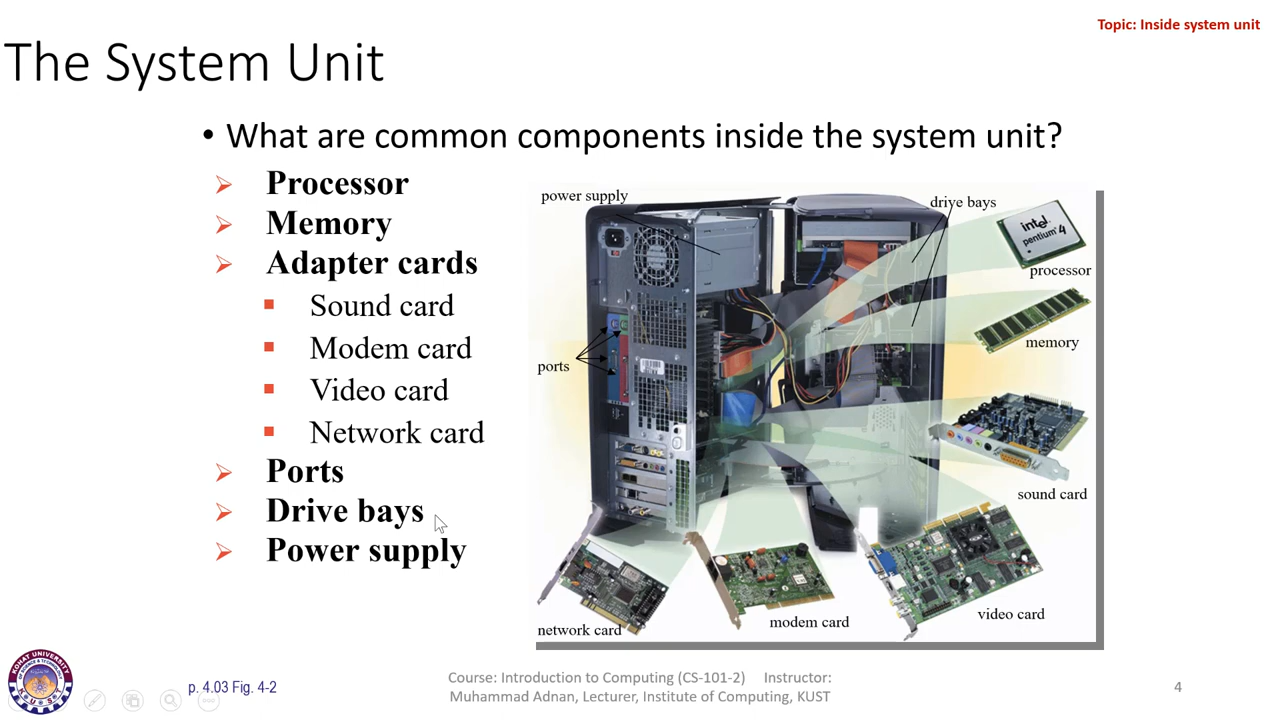 Topic: Inside system unit
The System Unit
• What are common components inside the system unit?
Processor
Memory
Adapter cards
Sound card
Modem card
Video card
Network card
Ports
Drive bays
Power supply
power supply
drive bays
intel
pentium 4
processor
memory
ports
sound card
video card
modem card
network card
KOHAT UNIVERSITY
p. 4.03 Fig. 4-2
Course: Introduction to Computing (CS-101-2) Instructor:
Muhammad Adnan, Lecturer, Institute of Computing, KUST
4